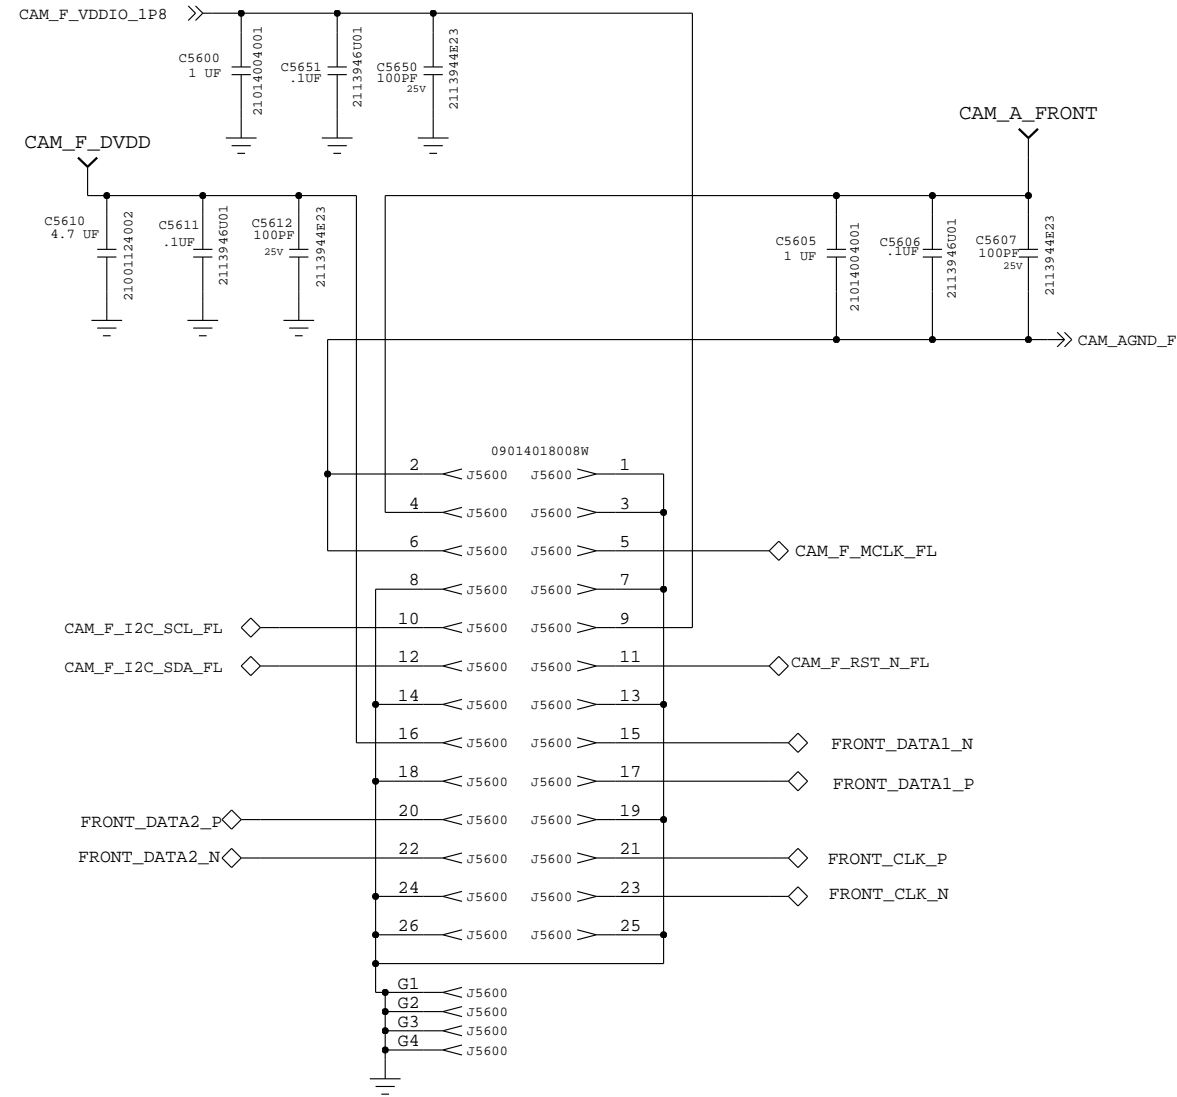 CAM_F_VDDIO_1P8
C5600
1 UF
21014004001
C5651
.1UF
2113946U01
C5650
100PF
25V
2113944E23
CAM_F_DVDD
CAM_A_FRONT
C5610
4.7 UF
21001124002
C5611
.1UF
2113946U01
C5612
100PF
25V
2113944E23
C5605
1 UF
21014004001
C5606
.1UF
2113946U01
C5607
100PF
25V
2113944E23
CAM_AGND_F
09014018008W
2 J5600 J5600 1
4 J5600 J5600 3
6 J5600 J5600 5 CAM_F_MCLK_FL
8 J5600 J5600 7
CAM_F_I2C_SCL_FL 10 J5600 J5600 9
CAM_F_I2C_SDA_FL 12 J5600 J5600 11 CAM_F_RST_N_FL
14 J5600 J5600 13
16 J5600 J5600 15 FRONT_DATA1_N
18 J5600 J5600 17 FRONT_DATA1_P
FRONT_DATA2_P 20 J5600 J5600 19
FRONT_DATA2_N 22 J5600 J5600 21 FRONT_CLK_P
24 J5600 J5600 23 FRONT_CLK_N
26 J5600 J5600 25
G1 J5600
G2 J5600
G3 J5600
G4 J5600